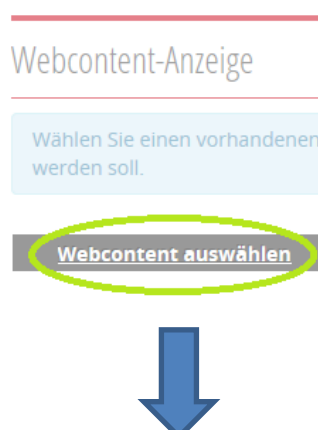 Webcontent-Anzeige
Wählen Sie einen vorhandenen
werden soll.
Webcontent auswählen